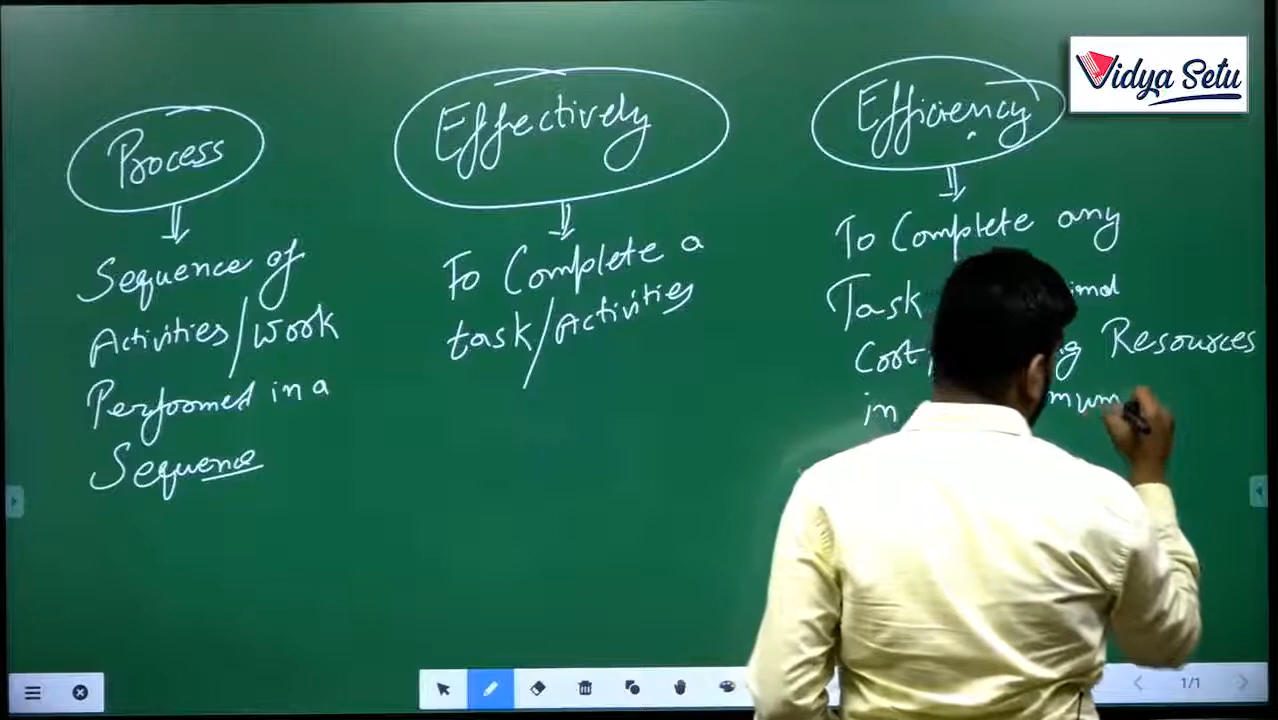 Vidya Setu
Process
Sequence of
Activities/Work
Performed in a
Sequence
Effectively
To Complete a
task/Activities
Efficiency
To Complete any
Task
Cost
Resources
in
1/1